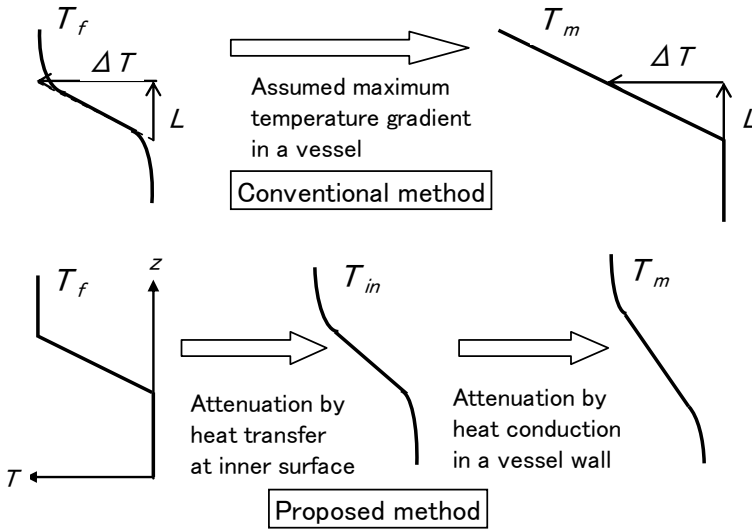 T_f
ΔT
L
Assumed maximum
temperature gradient
in a vessel
Conventional method
T_m
ΔT
L
T_f
z
T
Attenuation by
heat transfer
at inner surface
T_in
Attenuation by
heat conduction
in a vessel wall
T_m
Proposed method